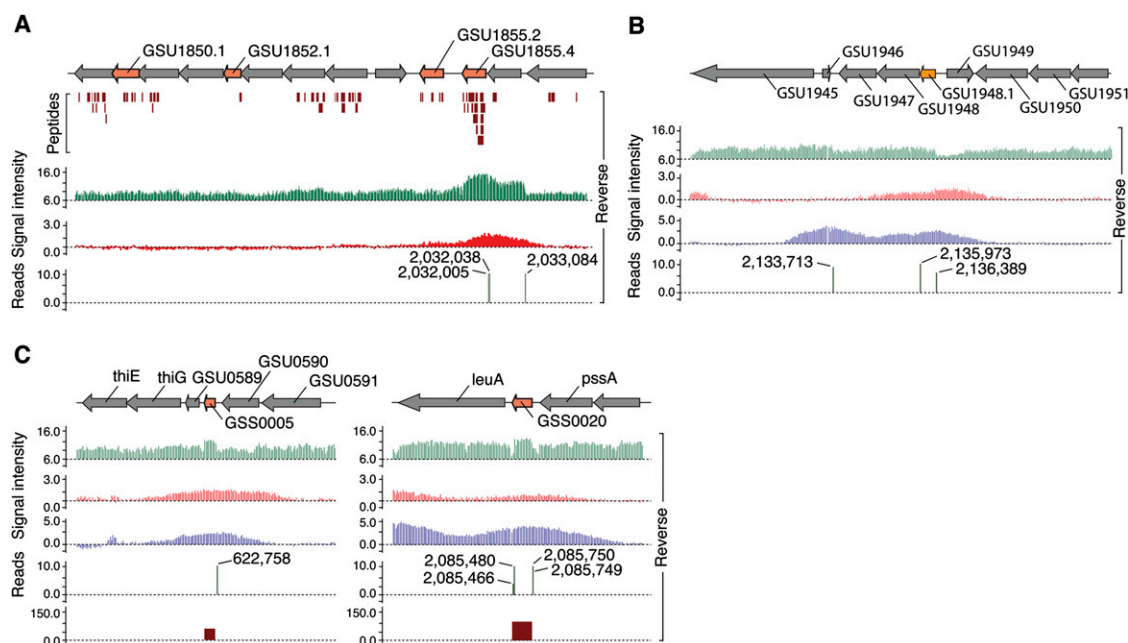 A
GSU1855.2
GSU1850.1
GSU1852.1
GSU1855.4
Peptides
16.0
6.0
3.0
0.0
Signal intensity
10.0
0.0
Reads
2,032,038
2,032,005
2,033,084
Reverse
B
GSU1946
GSU1949
GSU1945
GSU1947
GSU1948
GSU1948.1
GSU1950
GSU1951
16.0
6.0
3.0
0.0
5.0
0.0
Signal intensity
10.0
0.0
Reads
2,133,713
2,135,973
2,136,389
Reverse
C
thiE
thiG
GSU0589
GSU0590
GSU0591
GSS0005
16.0
6.0
3.0
0.0
5.0
0.0
Signal intensity
10.0
0.0
Reads
622,758
150.0
0.0
leuA
pssA
GSS0020
16.0
6.0
3.0
0.0
5.0
0.0
10.0
0.0
2,085,480
2,085,466
2,085,750
2,085,749
150.0
0.0
Reverse